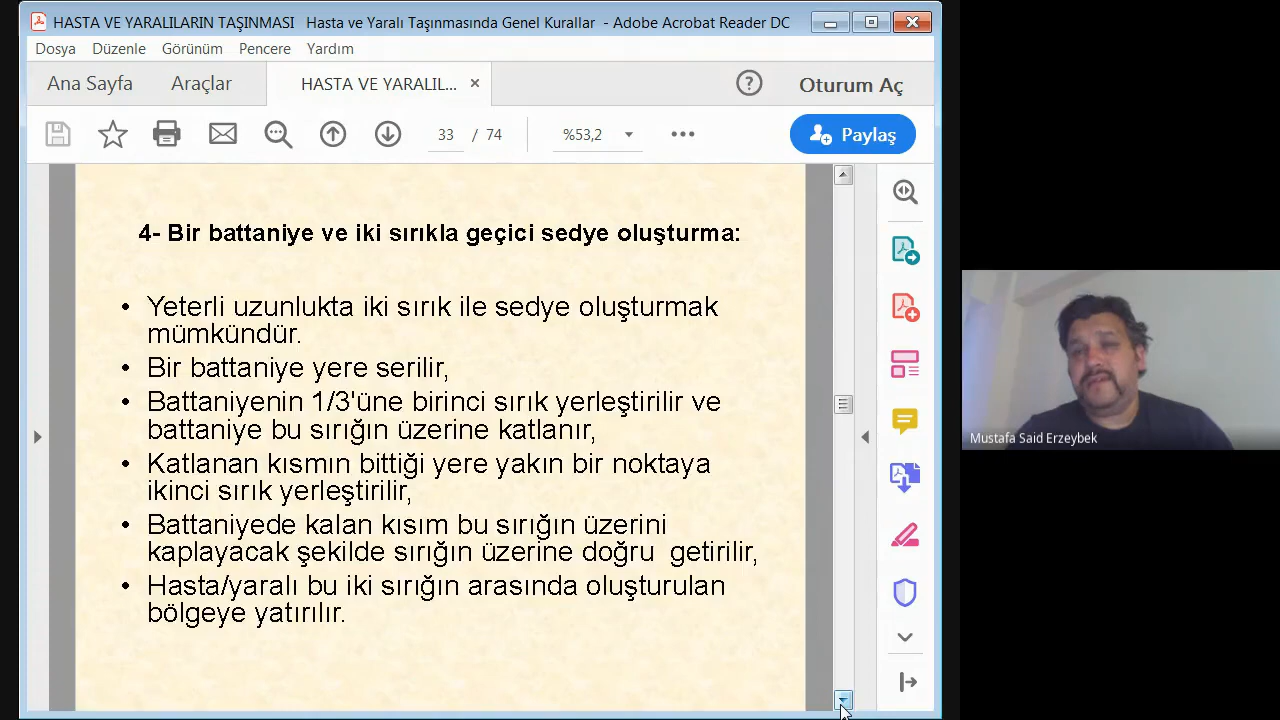 HASTA VE YARALILARIN TAŞINMASI   Hasta ve Yaralı Taşınmasında Genel Kurallar  - Adobe Acrobat Reader DC
Dosya Düzenle Görünüm Pencere Yardım
Ana Sayfa Araçlar HASTA VE YARALIL... × ? Oturum Aç
33 / 74 %53,2 ••• Paylaş
4- Bir battaniye ve iki sırıkla geçici sedye oluşturma:
• Yeterli uzunlukta iki sırık ile sedye oluşturmak
mümkündür.
• Bir battaniye yere serilir,
• Battaniyenin 1/3'üne birinci sırık yerleştirilir ve
battaniye bu sırığın üzerine katlanır,
• Katlanan kısmın bittiği yere yakın bir noktaya
ikinci sırık yerleştirilir,
• Battaniyede kalan kısım bu sırığın üzerini
kaplayacak şekilde sırığın üzerine doğru  getirilir,
• Hasta/yaralı bu iki sırığın arasında oluşturulan
bölgeye yatırılır.
Mustafa Said Erzeybek